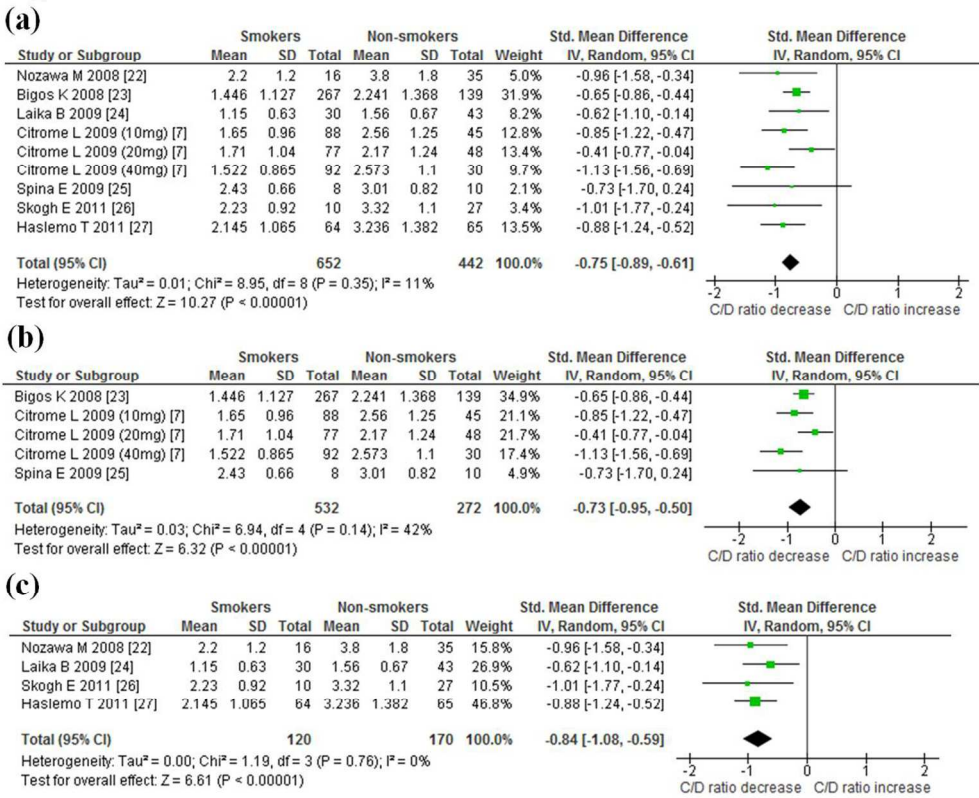 (a)
Smokers Non-smokers Std. Mean Difference Std. Mean Difference
Study or Subgroup Mean SD Total Mean SD Total Weight IV, Random, 95% CI IV, Random, 95% CI
Nozawa M 2008 [22] 2.2 1.2 16 3.8 1.8 35 5.0% -0.96 [-1.58, -0.34]
Bigos K 2008 [23] 1.446 1.127 267 2.241 1.368 139 31.9% -0.65 [-0.86, -0.44]
Laika B 2009 [24] 1.15 0.63 30 1.56 0.67 43 8.2% -0.62 [-1.10, -0.14]
Citrome L 2009 (10mg) [7] 1.65 0.96 88 2.56 1.25 45 12.8% -0.85 [-1.22, -0.47]
Citrome L 2009 (20mg) [7] 1.71 1.04 77 2.17 1.24 48 13.4% -0.41 [-0.77, -0.04]
Citrome L 2009 (40mg) [7] 1.522 0.865 92 2.573 1.1 30 9.7% -1.13 [-1.56, -0.69]
Spina E 2009 [25] 2.43 0.66 8 3.01 0.82 10 2.1% -0.73 [-1.70, 0.24]
Skogh E 2011 [26] 2.23 0.92 10 3.32 1.1 27 3.4% -1.01 [-1.77, -0.24]
Haslemo T 2011 [27] 2.145 1.065 64 3.236 1.382 65 13.5% -0.88 [-1.24, -0.52]
Total (95% CI) 652 442 100.0% -0.75 [-0.89, -0.61]
Heterogeneity: Tau² = 0.01; Chi² = 8.95, df = 8 (P = 0.35); I² = 11%
Test for overall effect: Z = 10.27 (P < 0.00001)
-2 -1 0 1 2
C/D ratio decrease C/D ratio increase
(b)
Smokers Non-smokers Std. Mean Difference Std. Mean Difference
Study or Subgroup Mean SD Total Mean SD Total Weight IV, Random, 95% CI IV, Random, 95% CI
Bigos K 2008 [23] 1.446 1.127 267 2.241 1.368 139 34.9% -0.65 [-0.86, -0.44]
Citrome L 2009 (10mg) [7] 1.65 0.96 88 2.56 1.25 45 21.1% -0.85 [-1.22, -0.47]
Citrome L 2009 (20mg) [7] 1.71 1.04 77 2.17 1.24 48 21.7% -0.41 [-0.77, -0.04]
Citrome L 2009 (40mg) [7] 1.522 0.865 92 2.573 1.1 30 17.4% -1.13 [-1.56, -0.69]
Spina E 2009 [25] 2.43 0.66 8 3.01 0.82 10 4.9% -0.73 [-1.70, 0.24]
Total (95% CI) 532 272 100.0% -0.73 [-0.95, -0.50]
Heterogeneity: Tau² = 0.03; Chi² = 6.94, df = 4 (P = 0.14); I² = 42%
Test for overall effect: Z = 6.32 (P < 0.00001)
-2 -1 0 1 2
C/D ratio decrease C/D ratio increase
(c)
Smokers Non-smokers Std. Mean Difference Std. Mean Difference
Study or Subgroup Mean SD Total Mean SD Total Weight IV, Random, 95% CI IV, Random, 95% CI
Nozawa M 2008 [22] 2.2 1.2 16 3.8 1.8 35 15.8% -0.96 [-1.58, -0.34]
Laika B 2009 [24] 1.15 0.63 30 1.56 0.67 43 26.9% -0.62 [-1.10, -0.14]
Skogh E 2011 [26] 2.23 0.92 10 3.32 1.1 27 10.5% -1.01 [-1.77, -0.24]
Haslemo T 2011 [27] 2.145 1.065 64 3.236 1.382 65 46.8% -0.88 [-1.24, -0.52]
Total (95% CI) 120 170 100.0% -0.84 [-1.08, -0.59]
Heterogeneity: Tau² = 0.00; Chi² = 1.19, df = 3 (P = 0.76); I² = 0%
Test for overall effect: Z = 6.61 (P < 0.00001)
-2 -1 0 1 2
C/D ratio decrease C/D ratio increase